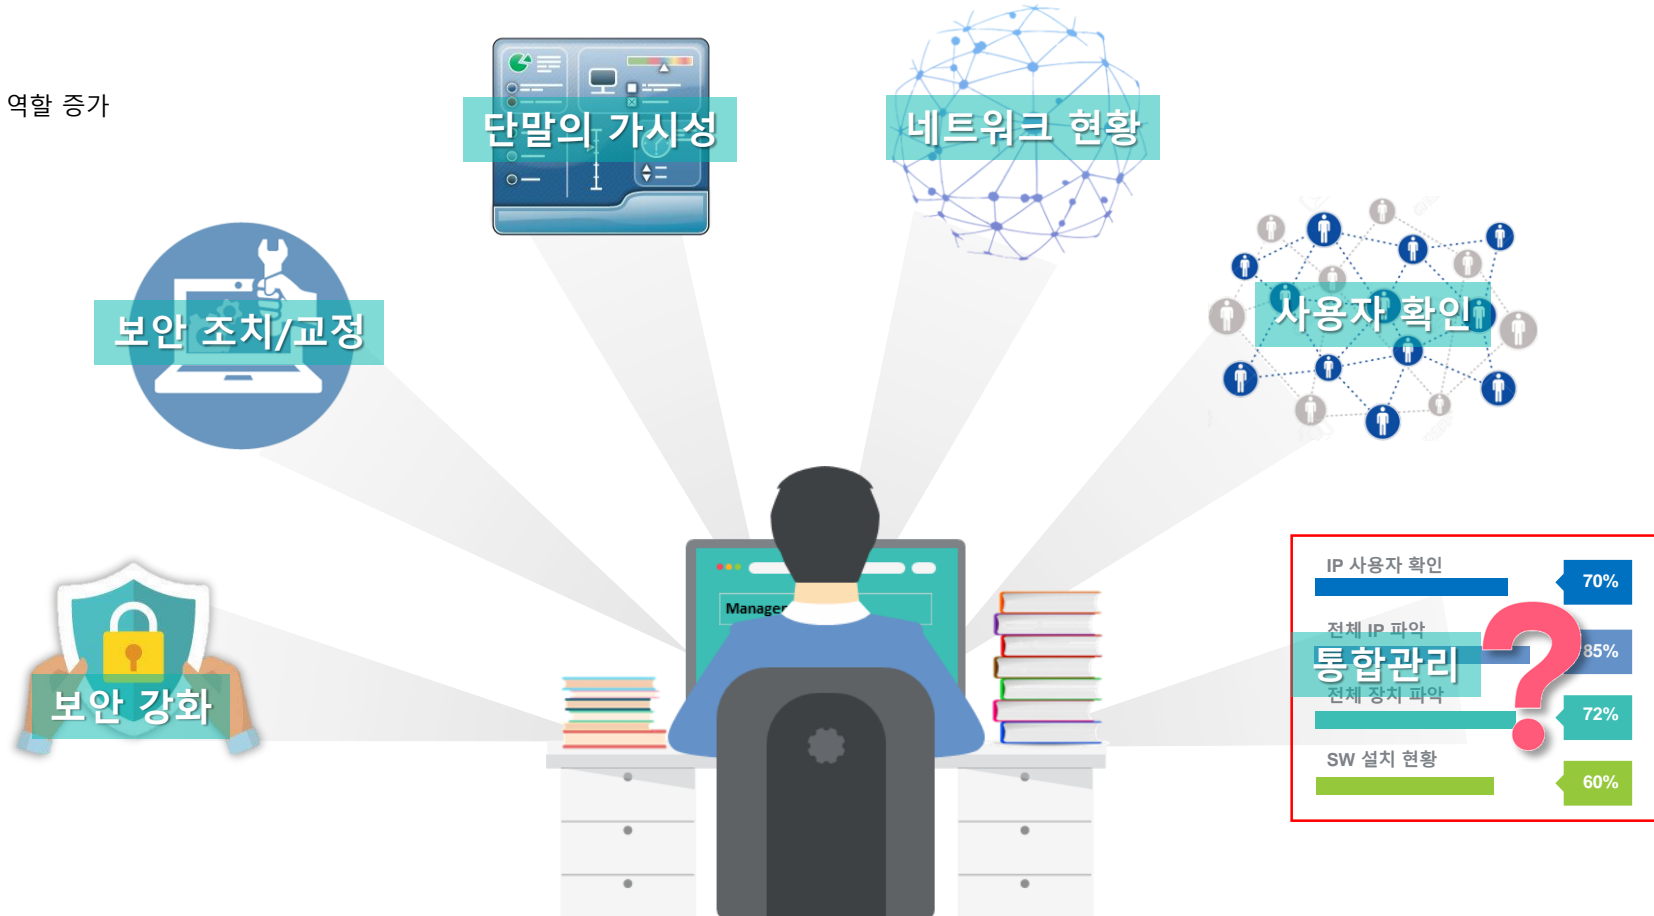 역할 증가
단말의 가시성
네트워크 현황
보안 조치/교정
사용자 확인
보안 강화
Manager
IP 사용자 확인
70%
전체 IP 파악
85%
통합관리
?
전체 장치 파악
72%
SW 설치 현황
60%